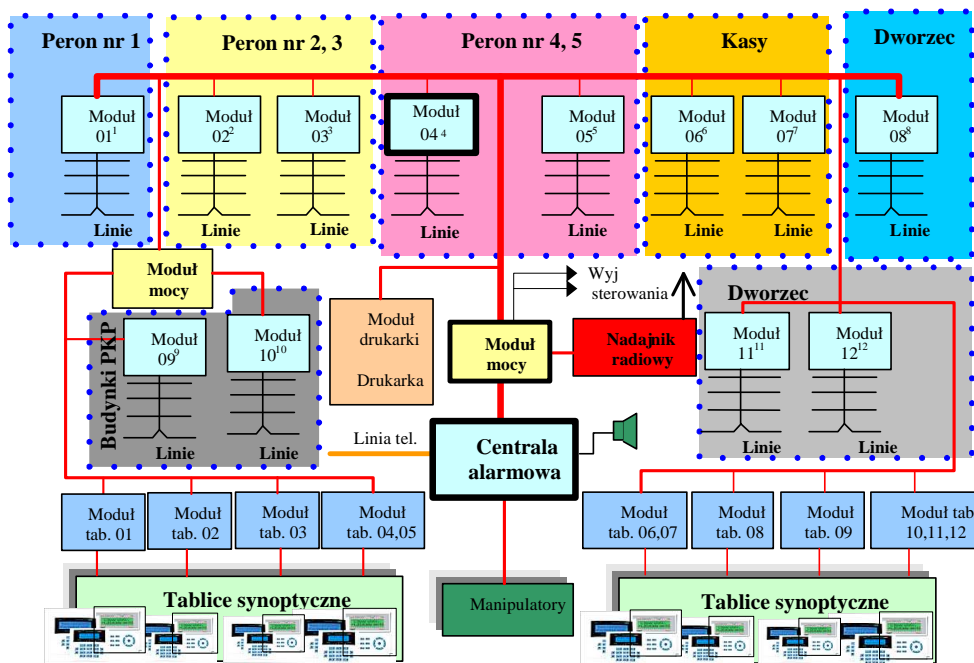 Peron nr 1
Peron nr 2, 3
Peron nr 4, 5
Kasy
Dworzec
Moduł
01¹
Moduł
02²
Moduł
03³
Moduł
04 ⁴
Moduł
05⁵
Moduł
06⁶
Moduł
07⁷
Moduł
08⁸
Linie
Linie
Linie
Linie
Linie
Linie
Linie
Linie
Moduł
mocy
Wyj
sterowania
Dworzec
Budynki PKP
Moduł
09⁹
Moduł
10¹⁰
Moduł
drukarki
Drukarka
Moduł
mocy
Nadajnik
radiowy
Moduł
11¹¹
Moduł
12¹²
Linie
Linie
Linie
Linie
Linia tel.
Centrala
alarmowa
Moduł
tab. 01
Moduł
tab. 02
Moduł
tab. 03
Moduł
tab. 04,05
Moduł
tab. 06,07
Moduł
tab. 08
Moduł
tab. 09
Moduł tab
10,11,12
Tablice synoptyczne
Manipulatory
Tablice synoptyczne